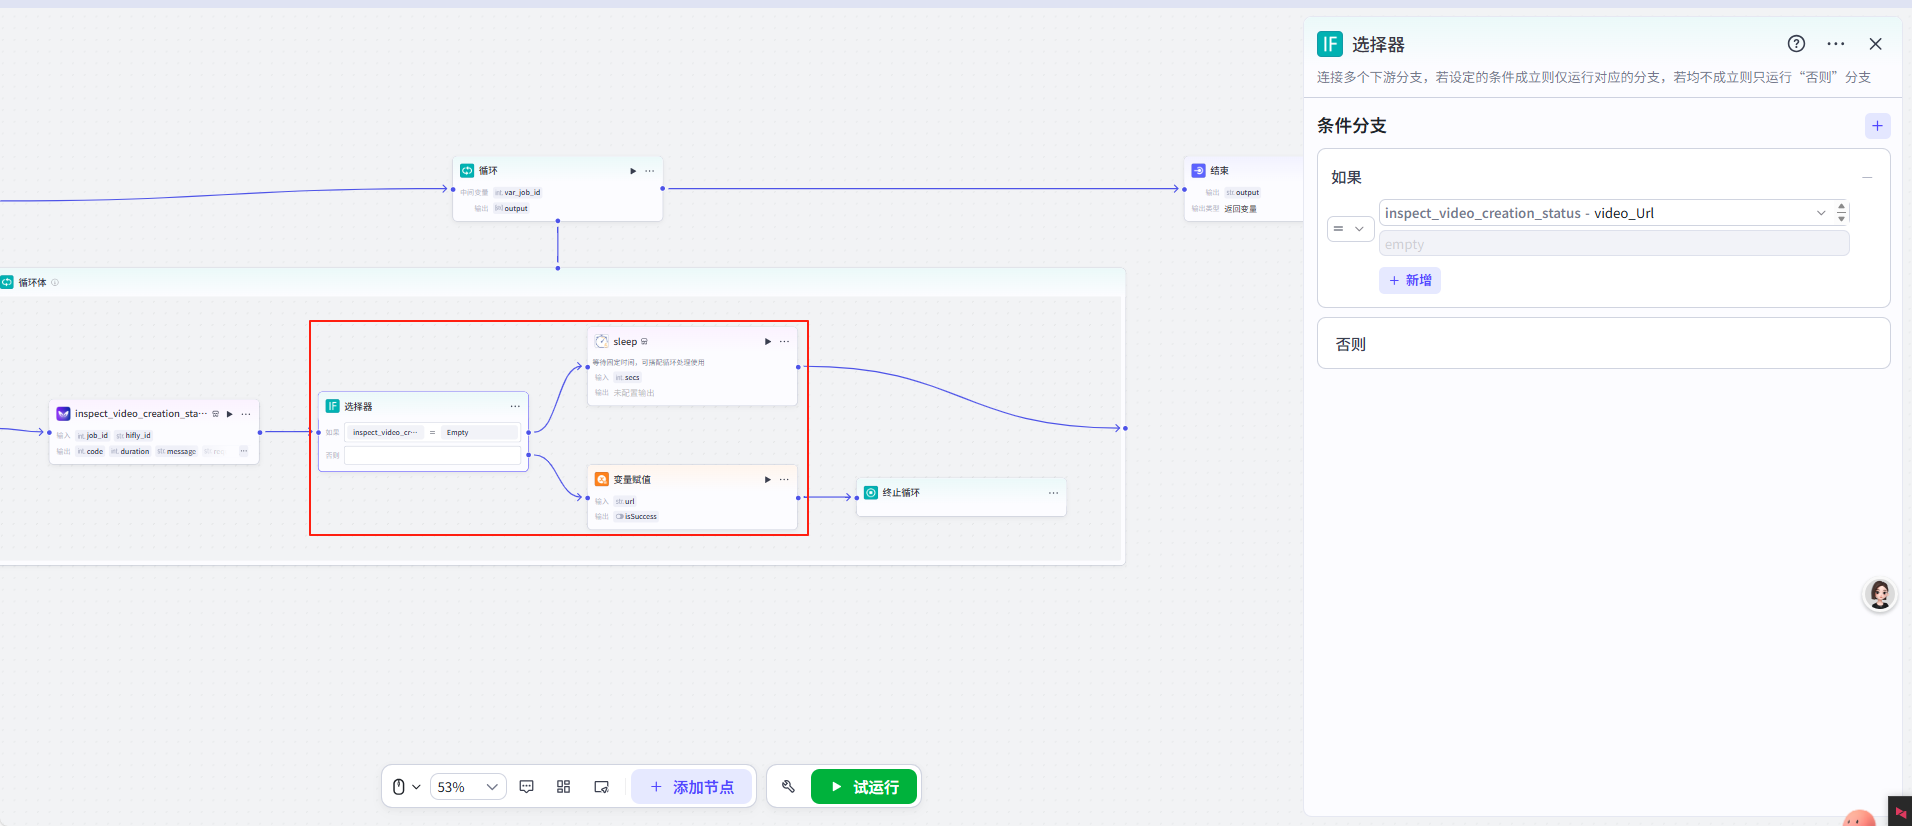 循环
中间变量 int. var_job_id
输出 output
结束
输出 str. output
输出类型 返回变量
循环体
inspect_video_creation_sta···
输入 int. job_id str. hifly_id
输出 int. code int. duration str. message
选择器
如果 inspect_video_cr··· = Empty
否则
sleep
等待固定时间，可搭配循环处理使用
输入 int. secs
输出 未配置输出
变量赋值
输入 str. url
输出 isSuccess
终止循环
53%
+ 添加节点
试运行
IF 选择器
连接多个下游分支，若设定的条件成立则仅运行对应的分支，若均不成立则只运行“否则”分支
条件分支
如果
inspect_video_creation_status - video_Url
=
empty
+ 新增
否则